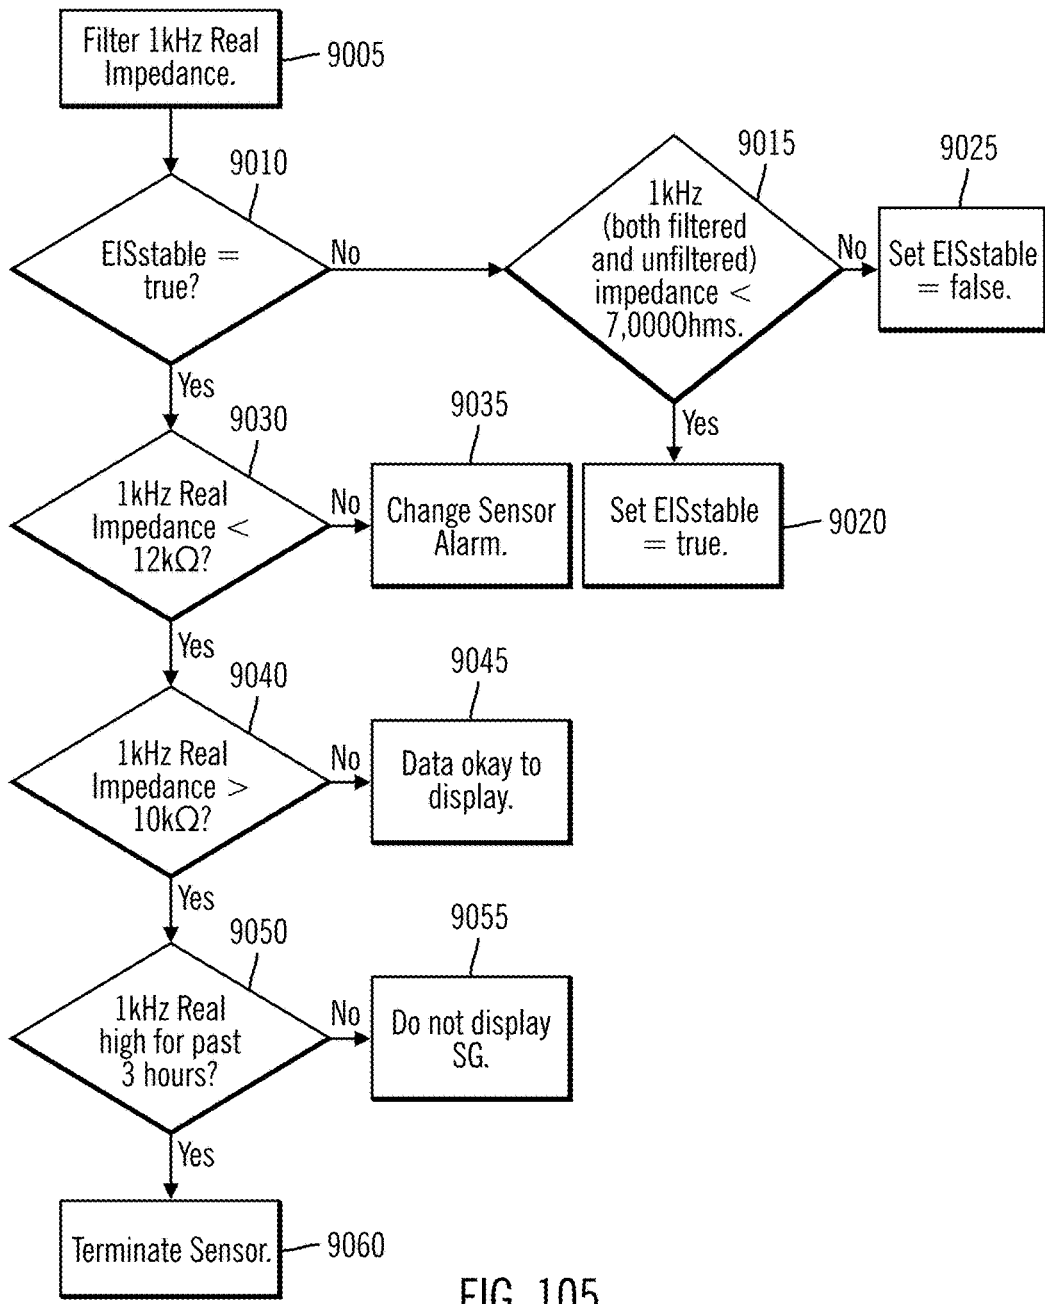 Filter 1kHz Real
Impedance.
9005
9010
EISstable =
true?
No
Yes
9015
1kHz
(both filtered
and unfiltered)
impedance <
7,000Ohms.
No
Yes
9025
Set EISstable
= false.
Set EISstable
= true.
9020
9030
1kHz Real
Impedance <
12kΩ?
No
Yes
9035
Change Sensor
Alarm.
9040
1kHz Real
Impedance >
10kΩ?
No
Yes
9045
Data okay to
display.
9050
1kHz Real
high for past
3 hours?
No
Yes
9055
Do not display
SG.
Terminate Sensor.
9060
FIG. 105